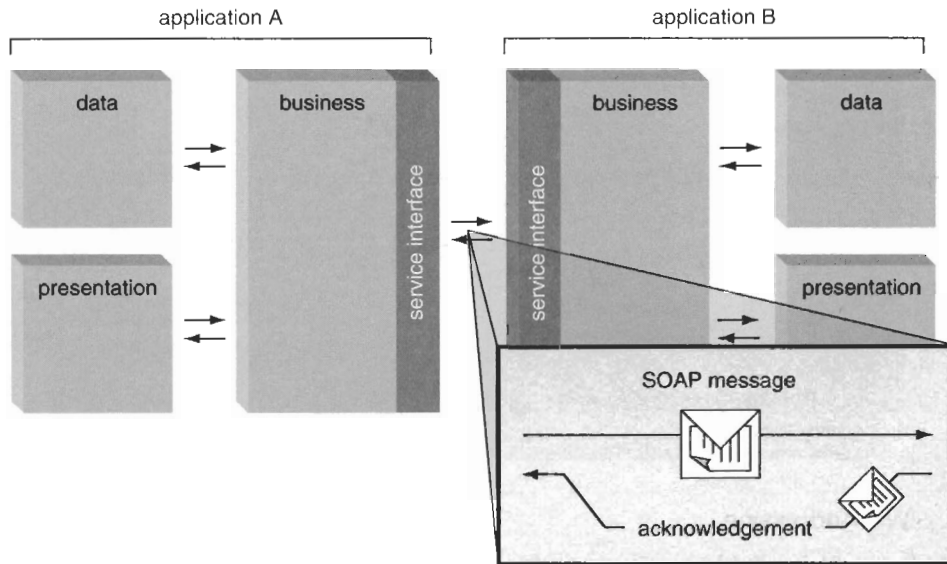 application A
application B
data
business
service interface
presentation
service interface
business
data
presentation
SOAP message
acknowledgement